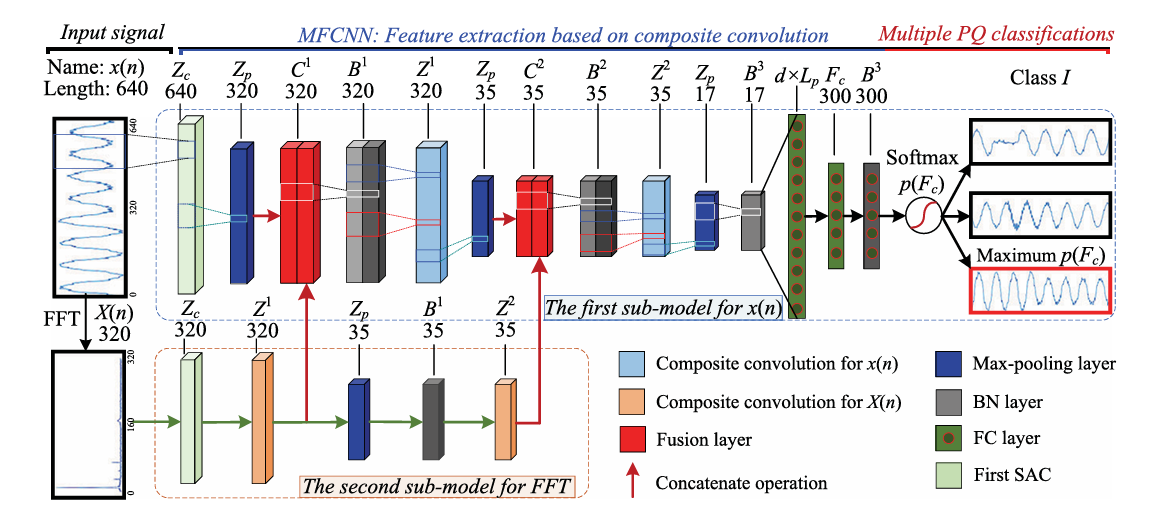 Input signal
MFCNN: Feature extraction based on composite convolution
Multiple PQ classifications
Name: x(n)
Length: 640
Z_c Z_p C^1 B^1 Z^1 Z_p C^2 B^2 Z^2 Z_p B^3 d×L_p F_c B^3
640 320 320 320 320 35 35 35 35 17 17 300 300
Class I
640
320
0
Softmax
p(F_c)
Maximum p(F_c)
The first sub-model for x(n)
FFT
X(n)
320
Z_c Z^1 Z_p B^1 Z^2
320 320 35 35 35
320
160
0
The second sub-model for FFT
Composite convolution for x(n)
Composite convolution for X(n)
Fusion layer
Concatenate operation
Max-pooling layer
BN layer
FC layer
First SAC